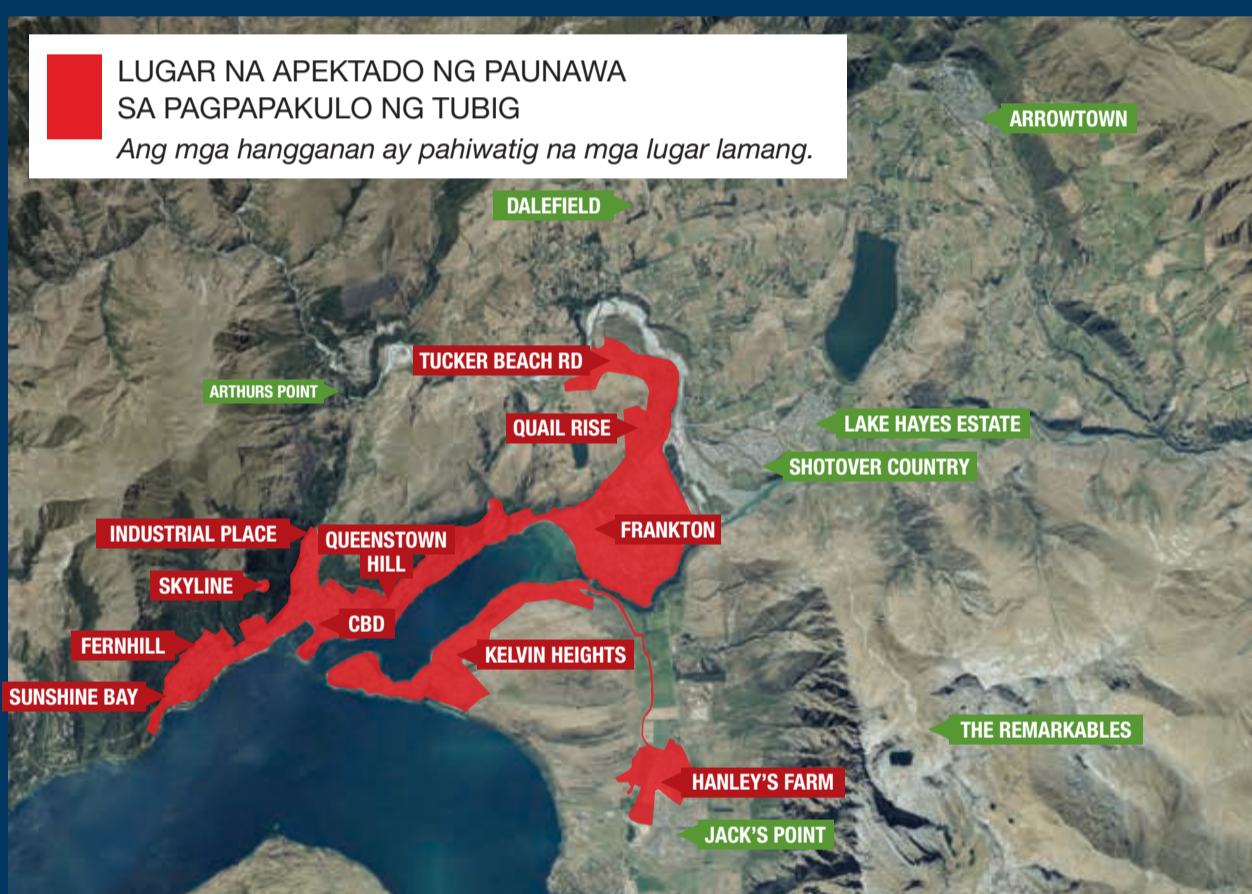 LUGAR NA APEKTADO NG PAUNAWA
SA PAGPAPAKULO NG TUBIG
Ang mga hangganan ay pahiwatig na mga lugar lamang.
ARROWTOWN
DALEFIELD
TUCKER BEACH RD
ARTHURS POINT
QUAIL RISE
LAKE HAYES ESTATE
SHOTOVER COUNTRY
INDUSTRIAL PLACE
QUEENSTOWN
HILL
FRANKTON
SKYLINE
CBD
FERNHILL
KELVIN HEIGHTS
SUNSHINE BAY
THE REMARKABLES
HANLEY'S FARM
JACK'S POINT